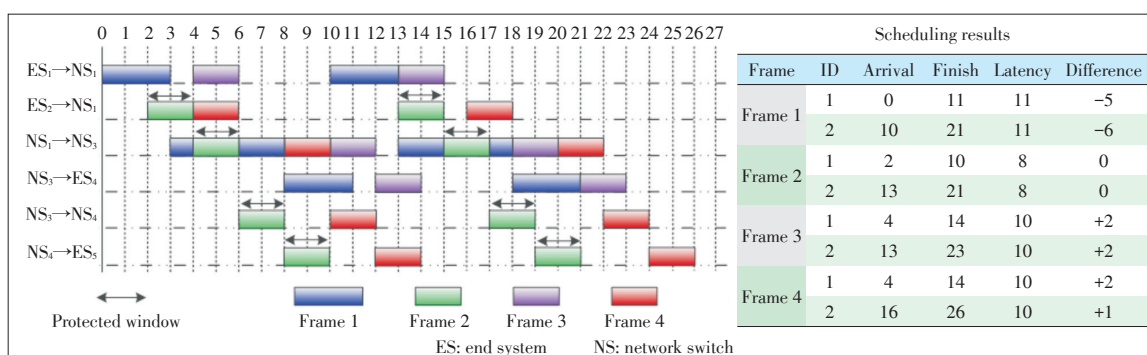 0 1 2 3 4 5 6 7 8 9 10 11 12 13 14 15 16 17 18 19 20 21 22 23 24 25 26 27
ES₁→NS₁
ES₂→NS₁
NS₁→NS₃
NS₃→ES₄
NS₃→NS₄
NS₄→ES₅
Protected window
Frame 1
Frame 2
Frame 3
Frame 4
ES: end system NS: network switch
Scheduling results
Frame ID Arrival Finish Latency Difference
Frame 1
1 0 11 11 −5
2 10 21 11 −6
Frame 2
1 2 10 8 0
2 13 21 8 0
Frame 3
1 4 14 10 +2
2 13 23 10 +2
Frame 4
1 4 14 10 +2
2 16 26 10 +1